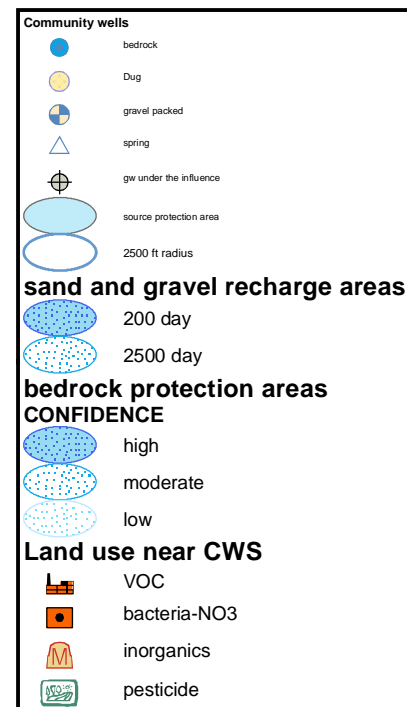 Community wells
bedrock
Dug
gravel packed
spring
gw under the influence
source protection area
2500 ft radius
sand and gravel recharge areas
200 day
2500 day
bedrock protection areas
CONFIDENCE
high
moderate
low
Land use near CWS
VOC
bacteria-NO3
M inorganics
pesticide